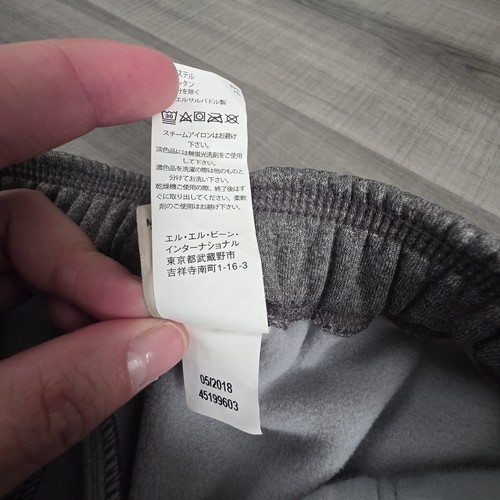 ステル
タン
分を除く
エルサルバドル製
30
スチームアイロンはお避け
下さい。
淡色品には無蛍光洗剤をご使用
して下さい。
濃色品を洗濯の際は他のものと
分けてお洗い下さい。
乾燥機ご使用の際、終了後はす
ぐに取り出してください。柔軟
剤のご使用はお避け下さい。
エル・エル・ビーン・
インターナショナル
東京都武蔵野市
吉祥寺南町1-16-3
05/2018
45199603